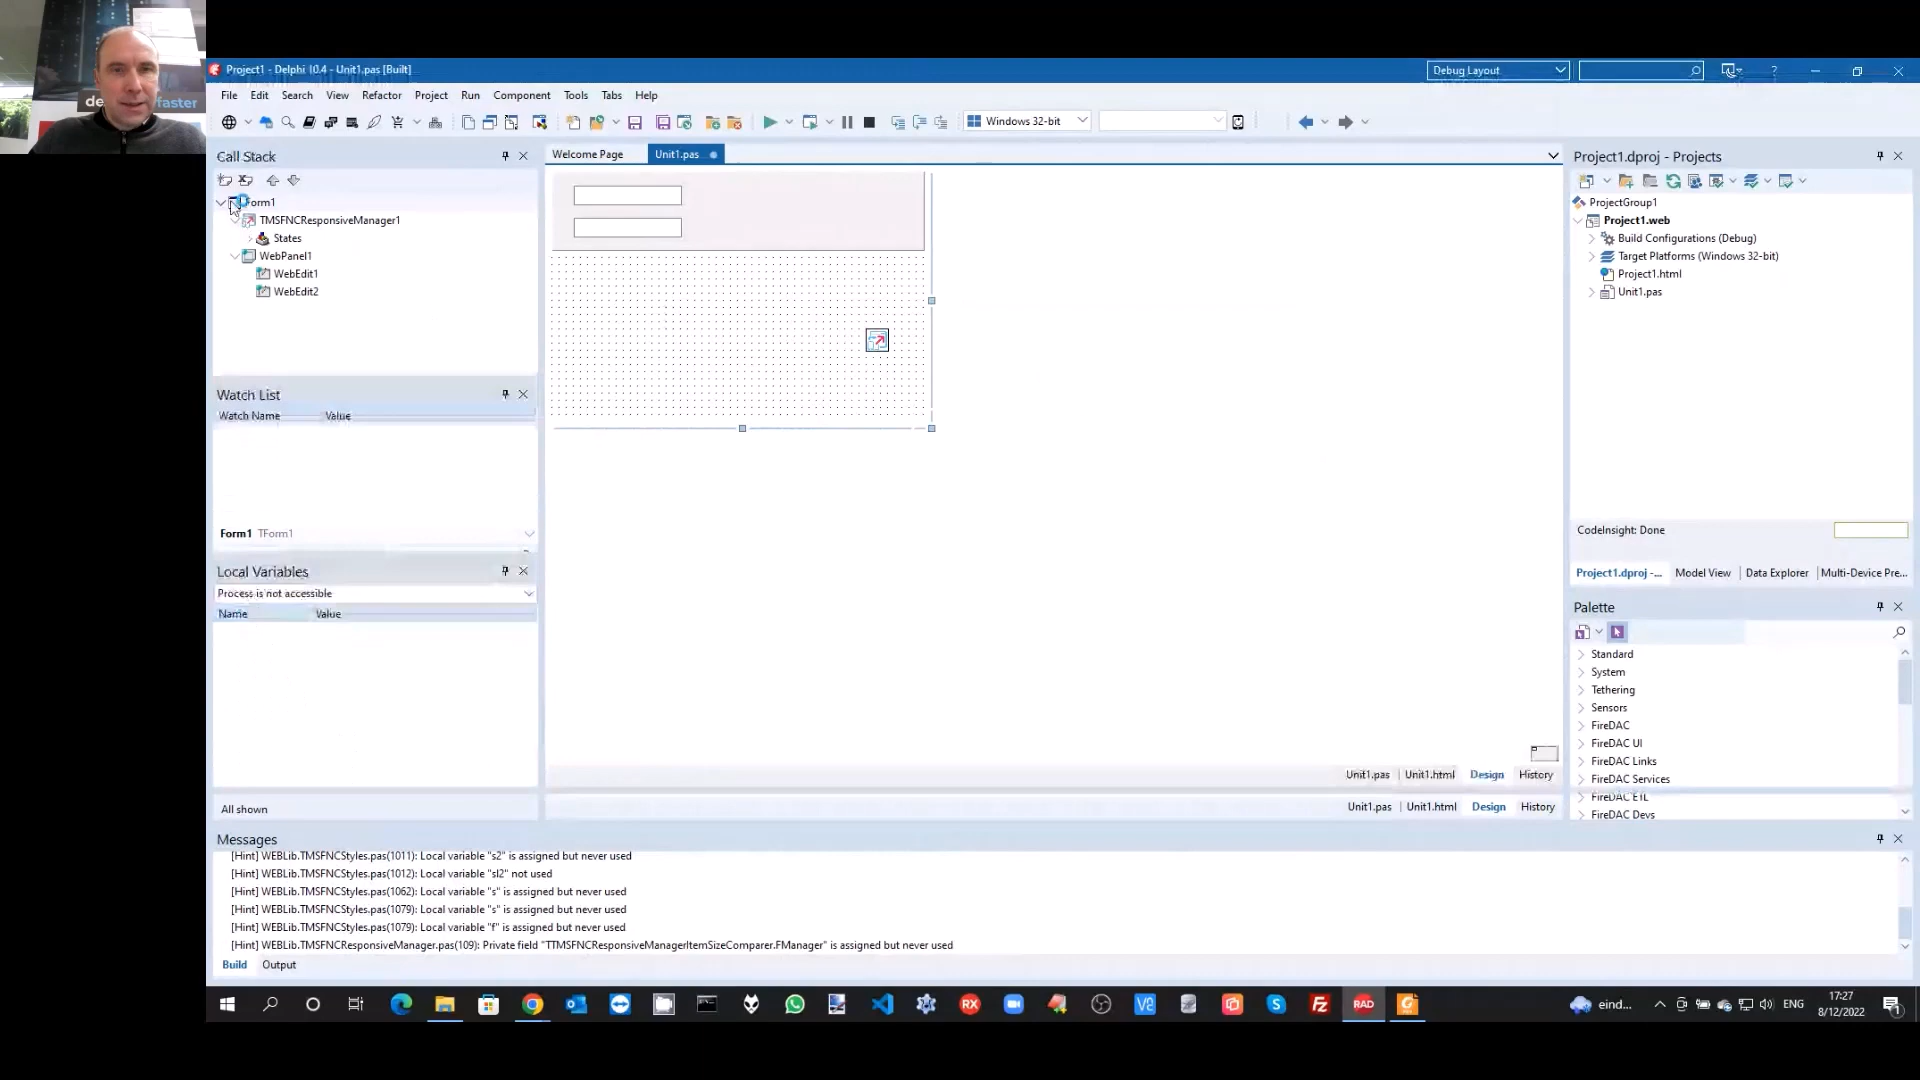 de faster
Project1 - Delphi 10.4 - Unit1.pas [Built]
Debug Layout
?
File Edit Search View Refactor Project Run Component Tools Tabs Help
Windows 32-bit
Call Stack
Form1
TMSFNCResponsiveManager1
States
WebPanel1
WebEdit1
WebEdit2
Watch List
Watch Name Value
Form1 TForm1
Local Variables
Process is not accessible
Name Value
All shown
Welcome Page Unit1.pas
Unit1.pas Unit1.html Design History
Unit1.pas Unit1.html Design History
Project1.dproj - Projects
ProjectGroup1
Project1.web
Build Configurations (Debug)
Target Platforms (Windows 32-bit)
Project1.html
Unit1.pas
CodeInsight: Done
Project1.dproj -... Model View Data Explorer Multi-Device Pre...
Palette
Standard
System
Tethering
Sensors
FireDAC
FireDAC UI
FireDAC Links
FireDAC Services
FireDAC ETL
FireDAC Devs
Messages
[Hint] WEBLib.TMSFNCStyles.pas(1011): Local variable "s2" is assigned but never used
[Hint] WEBLib.TMSFNCStyles.pas(1012): Local variable "sl2" not used
[Hint] WEBLib.TMSFNCStyles.pas(1062): Local variable "s" is assigned but never used
[Hint] WEBLib.TMSFNCStyles.pas(1079): Local variable "s" is assigned but never used
[Hint] WEBLib.TMSFNCStyles.pas(1079): Local variable "f" is assigned but never used
[Hint] WEBLib.TMSFNCResponsiveManager.pas(109): Private field "TTMSFNCResponsiveManagerItemSizeComparer.FManager" is assigned but never used
Build Output
RX
VE
S
Fz
RAD
eind...
ENG
17:27
8/12/2022
1